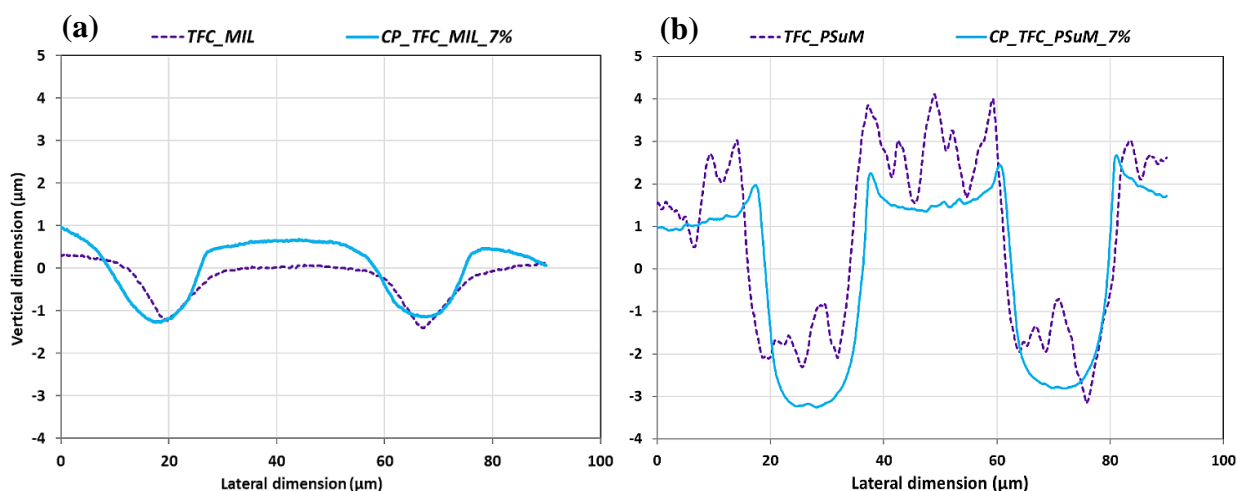 (a)
TFC_MIL CP_TFC_MIL_7%
5
4
3
2
1
0
-1
-2
-3
-4
Vertical dimension (µm)
0 20 40 60 80 100
Lateral dimension (µm)
(b)
TFC_PSuM CP_TFC_PSuM_7%
5
4
3
2
1
0
-1
-2
-3
-4
0 20 40 60 80 100
Lateral dimension (µm)